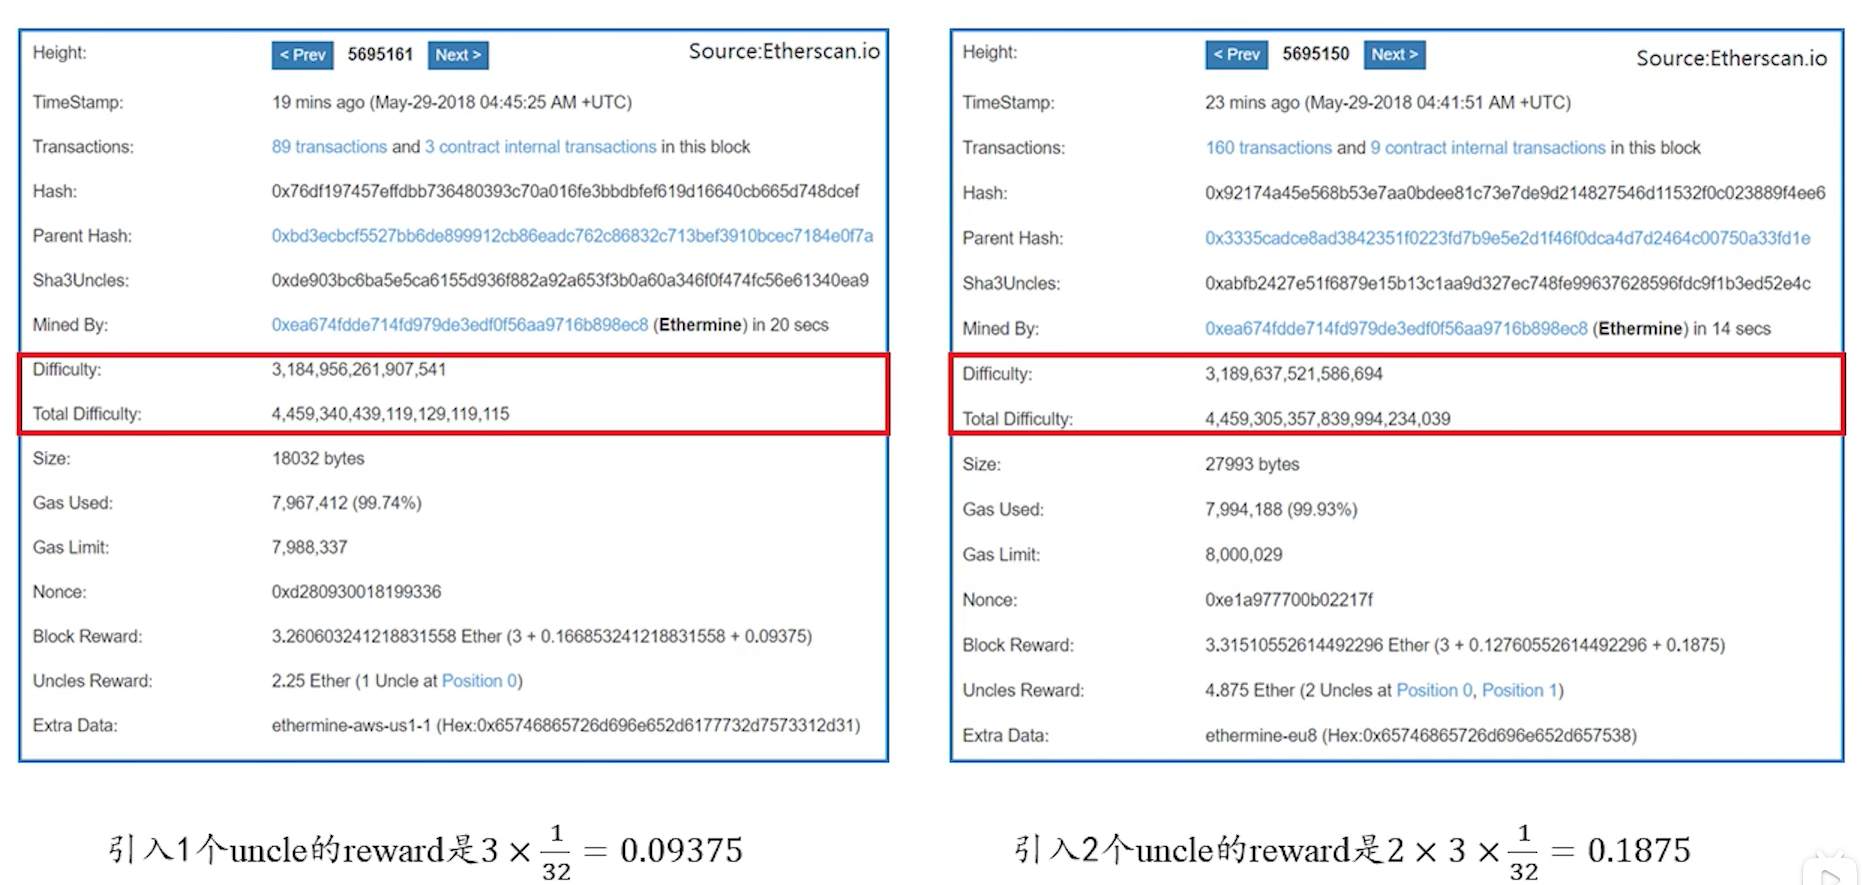 Height: < Prev 5695161 Next > Source:Etherscan.io
TimeStamp: 19 mins ago (May-29-2018 04:45:25 AM +UTC)
Transactions: 89 transactions and 3 contract internal transactions in this block
Hash: 0x76df197457effdbb736480393c70a016fe3bbdbfef619d16640cb665d748dcef
Parent Hash: 0xbd3ecbcf5527bb6de899912cb86eadc762c86832c713bef3910bcec7184e0f7a
Sha3Uncles: 0xde903bc6ba5e5ca6155d936f882a92a653f3b0a60a346f0f474fc56e61340ea9
Mined By: 0xea674fdde714fd979de3edf0f56aa9716b898ec8 (Ethermine) in 20 secs
Difficulty: 3,184,956,261,907,541
Total Difficulty: 4,459,340,439,119,129,119,115
Size: 18032 bytes
Gas Used: 7,967,412 (99.74%)
Gas Limit: 7,988,337
Nonce: 0xd280930018199336
Block Reward: 3.260603241218831558 Ether (3 + 0.166853241218831558 + 0.09375)
Uncles Reward: 2.25 Ether (1 Uncle at Position 0)
Extra Data: ethermine-aws-us1-1 (Hex:0x65746865726d696e652d6177732d7573312d31)
引入1个uncle的reward是3 × 1/32 = 0.09375
Height: < Prev 5695150 Next > Source:Etherscan.io
TimeStamp: 23 mins ago (May-29-2018 04:41:51 AM +UTC)
Transactions: 160 transactions and 9 contract internal transactions in this block
Hash: 0x92174a45e568b53e7aa0bdee81c73e7de9d214827546d11532f0c023889f4ee6
Parent Hash: 0x3335cadce8ad3842351f0223fd7b9e5e2d1f46f0dca4d7d2464c00750a33fd1e
Sha3Uncles: 0xabfb2427e51f6879e15b13c1aa9d327ec748fe99637628596fdc9f1b3ed52e4c
Mined By: 0xea674fdde714fd979de3edf0f56aa9716b898ec8 (Ethermine) in 14 secs
Difficulty: 3,189,637,521,586,694
Total Difficulty: 4,459,305,357,839,994,234,039
Size: 27993 bytes
Gas Used: 7,994,188 (99.93%)
Gas Limit: 8,000,029
Nonce: 0xe1a977700b02217f
Block Reward: 3.31510552614492296 Ether (3 + 0.12760552614492296 + 0.1875)
Uncles Reward: 4.875 Ether (2 Uncles at Position 0, Position 1)
Extra Data: ethermine-eu8 (Hex:0x65746865726d696e652d657538)
引入2个uncle的reward是2 × 3 × 1/32 = 0.1875